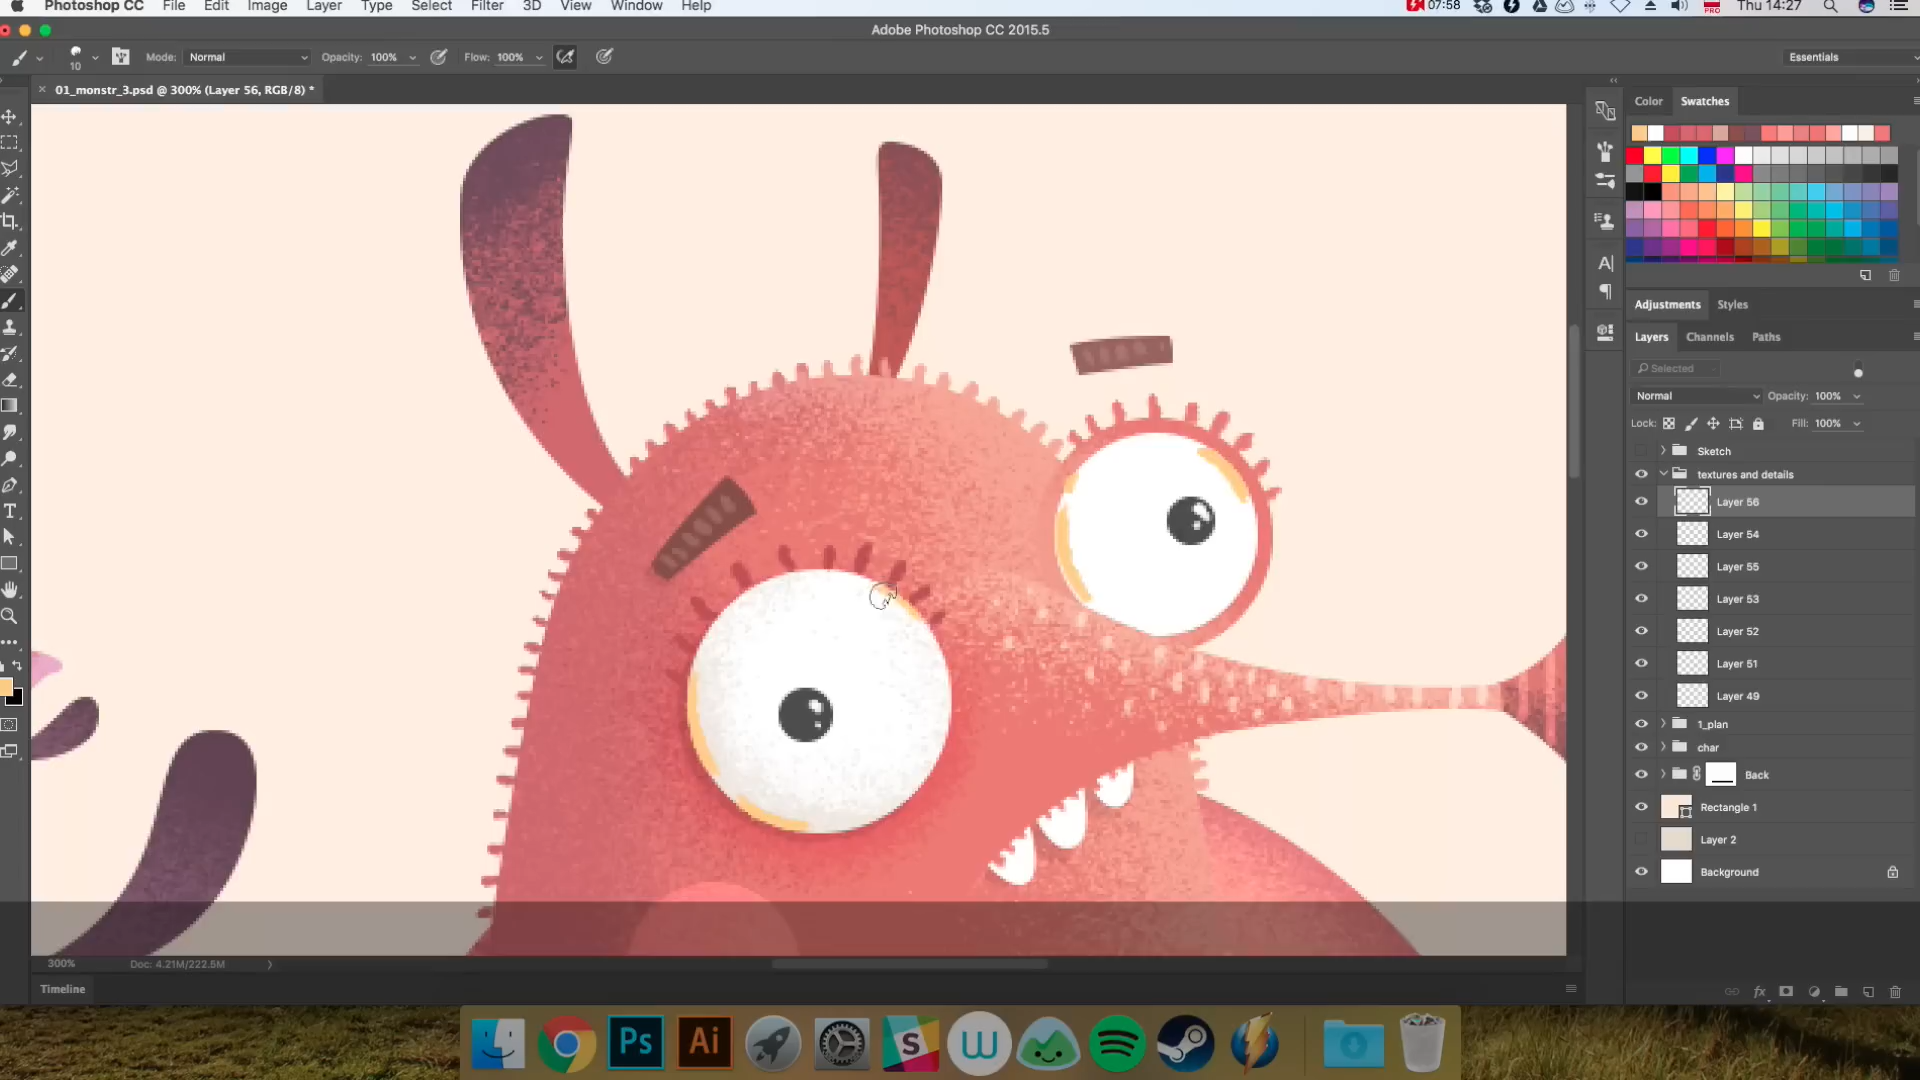 Photoshop CC File Edit Image Layer Type Select Filter 3D View Window Help 07:58 PRO Thu 14:27
Adobe Photoshop CC 2015.5
10 Mode: Normal Opacity: 100% Flow: 100% Essentials
01_monstr_3.psd @ 300% (Layer 56, RGB/8) *
Color Swatches
Adjustments Styles
Layers Channels Paths
Selected
Normal Opacity: 100%
Lock: Fill: 100%
Sketch
textures and details
Layer 56
Layer 54
Layer 55
Layer 53
Layer 52
Layer 51
Layer 49
1_plan
char
Back
Rectangle 1
Layer 2
Background
300% Doc: 4.21M/222.5M
Timeline
fx
Ps Ai S W